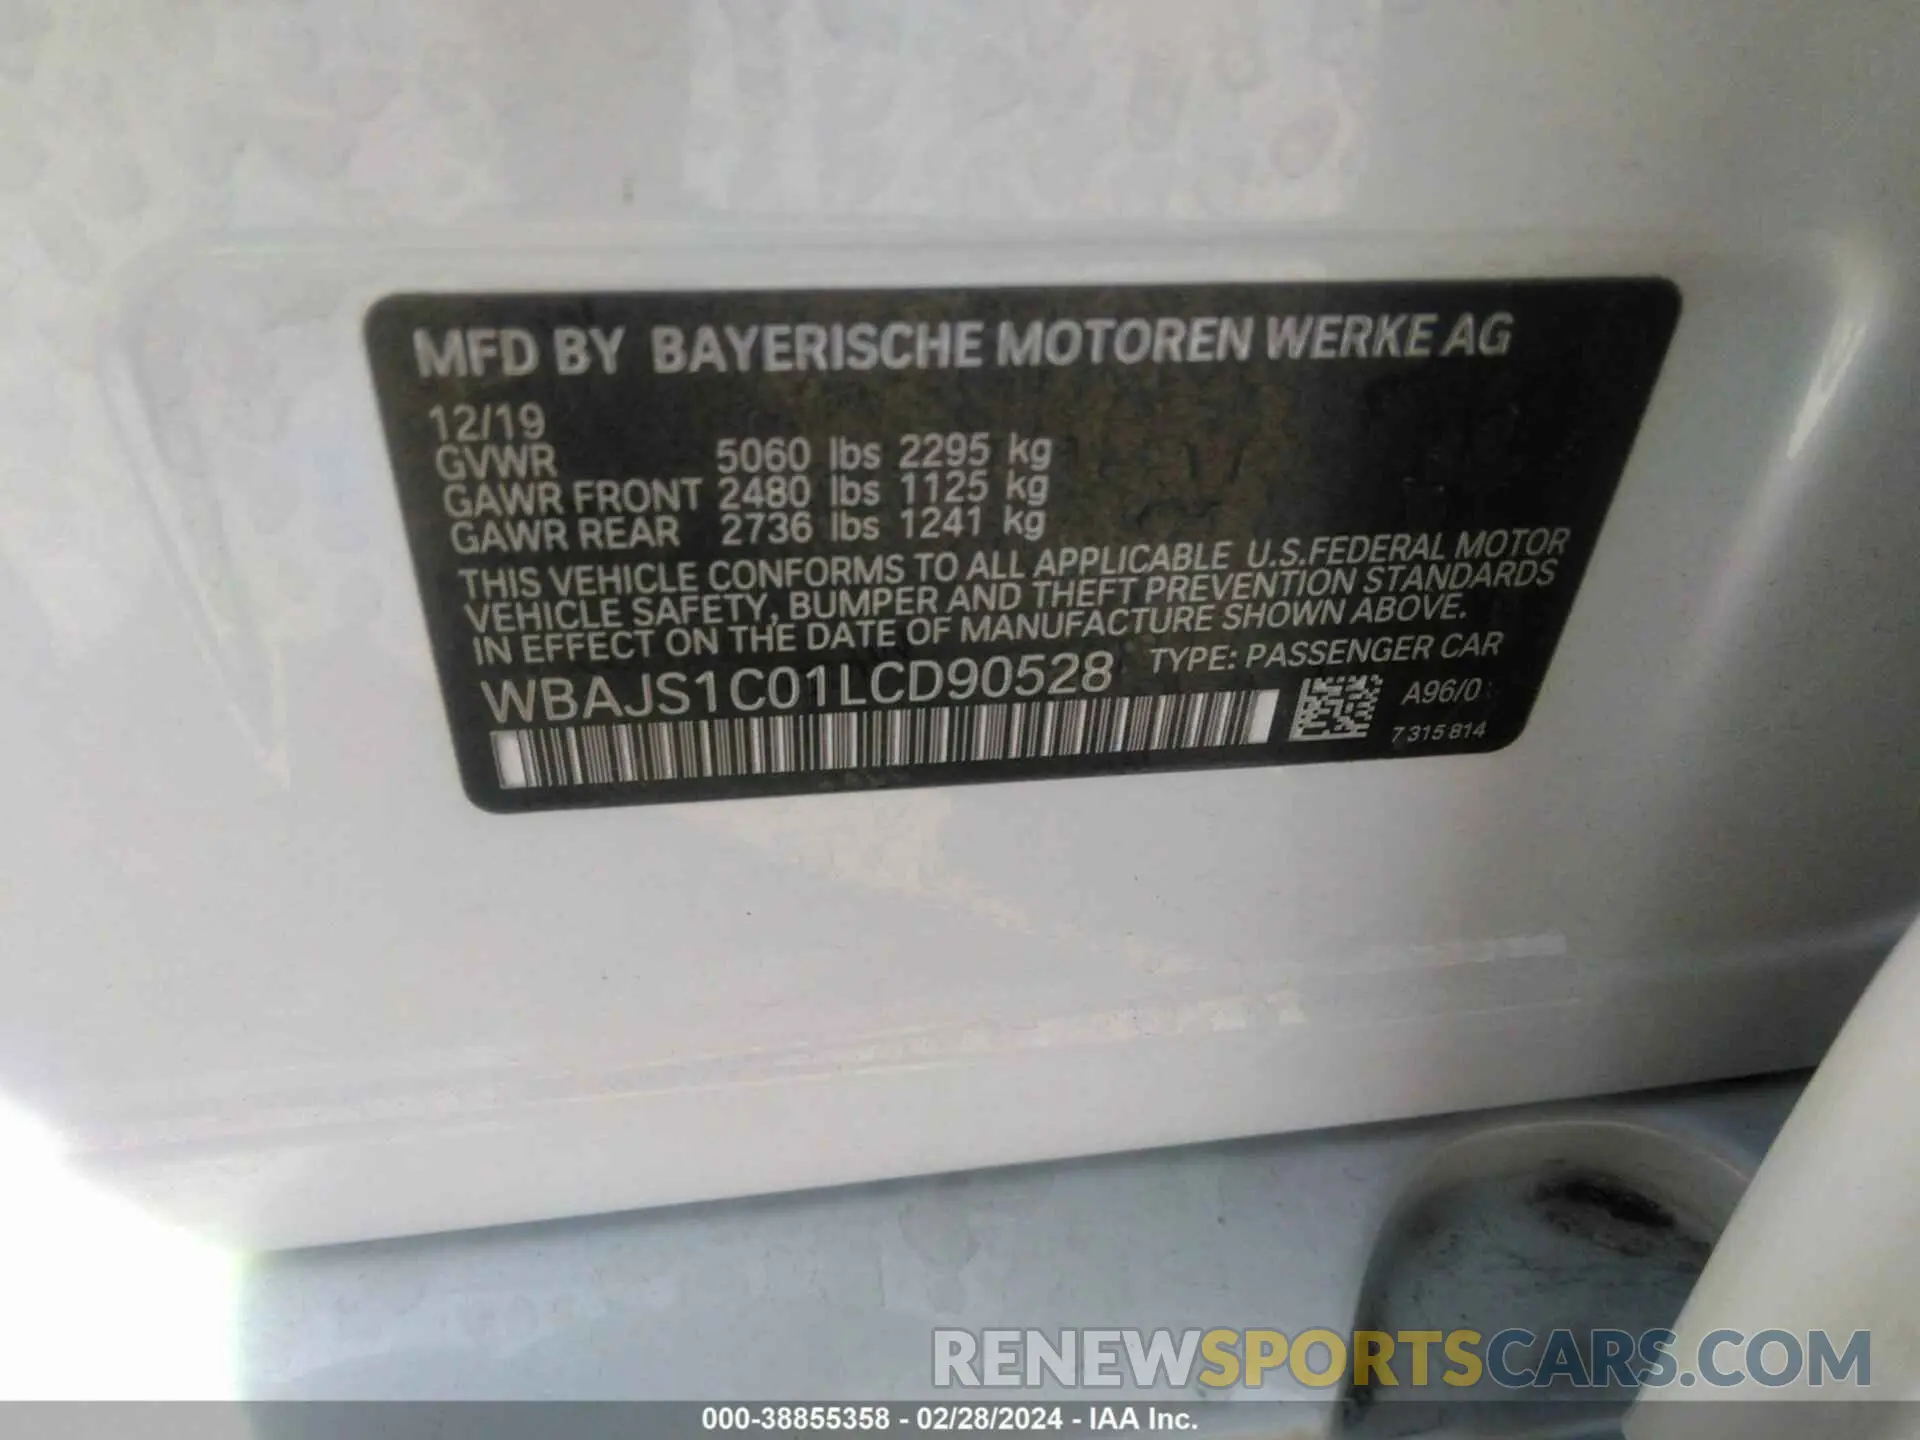 MFD BY BAYERISCHE MOTOREN WERKE AG
12/19
GVWR 5060 lbs 2295 kg
GAWR FRONT 2480 lbs 1125 kg
GAWR REAR 2736 lbs 1241 kg
THIS VEHICLE CONFORMS TO ALL APPLICABLE U.S.FEDERAL MOTOR
VEHICLE SAFETY, BUMPER AND THEFT PREVENTION STANDARDS
IN EFFECT ON THE DATE OF MANUFACTURE SHOWN ABOVE.
WBAJS1C01LCD90528 TYPE: PASSENGER CAR
7 315 814
RENEWSPORTSCARS.COM
000-38855358 - 02/28/2024 - IAA Inc.